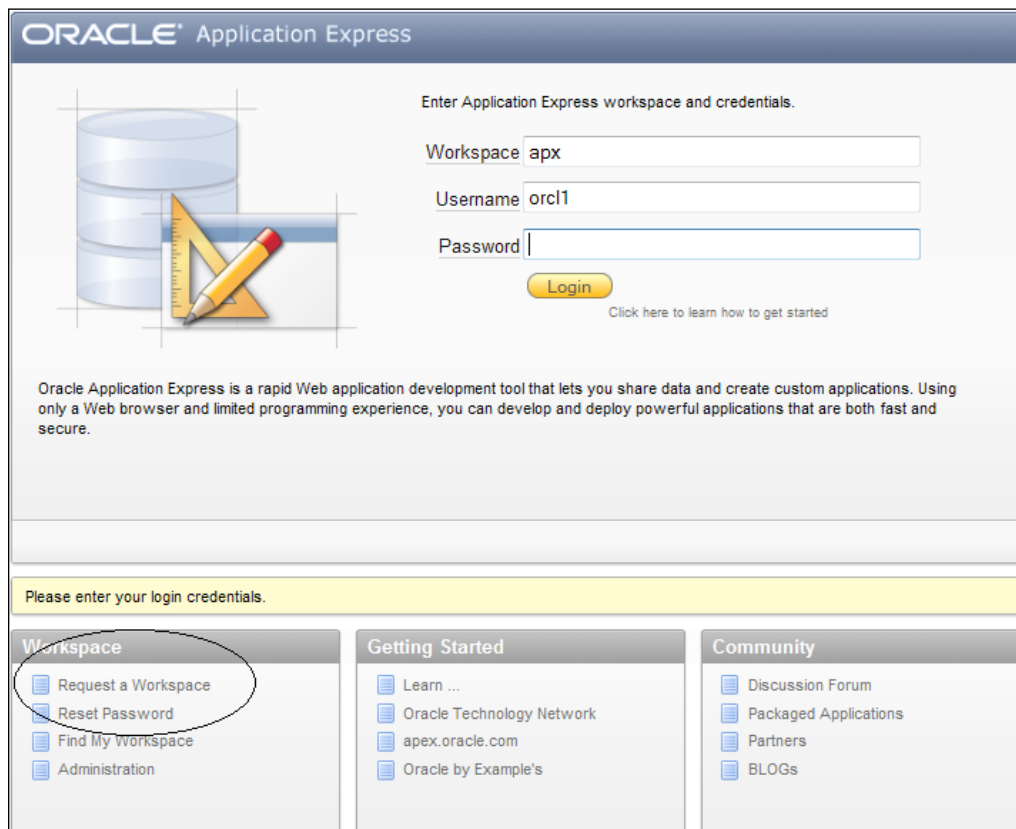 ORACLE® Application Express
Enter Application Express workspace and credentials.
Workspace apx
Username orcl1
Password
Login
Click here to learn how to get started
Oracle Application Express is a rapid Web application development tool that lets you share data and create custom applications. Using
only a Web browser and limited programming experience, you can develop and deploy powerful applications that are both fast and
secure.
Please enter your login credentials.
Workspace
Request a Workspace
Reset Password
Find My Workspace
Administration
Getting Started
Learn ...
Oracle Technology Network
apex.oracle.com
Oracle by Example's
Community
Discussion Forum
Packaged Applications
Partners
BLOGs